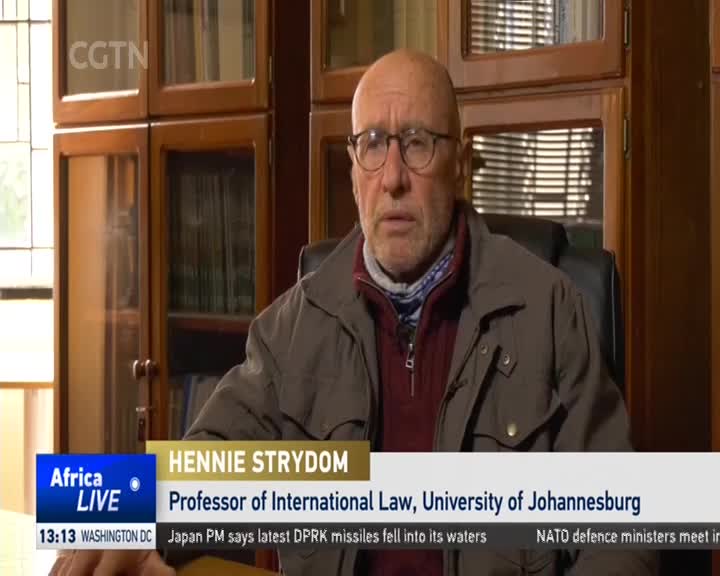 CGTN
HENNIE STRYDOM
Africa
LIVE
Professor of International Law, University of Johannesburg
13:13 WASHINGTON DC
Japan PM says latest DPRK missiles fell into its waters NATO defence ministers meet in